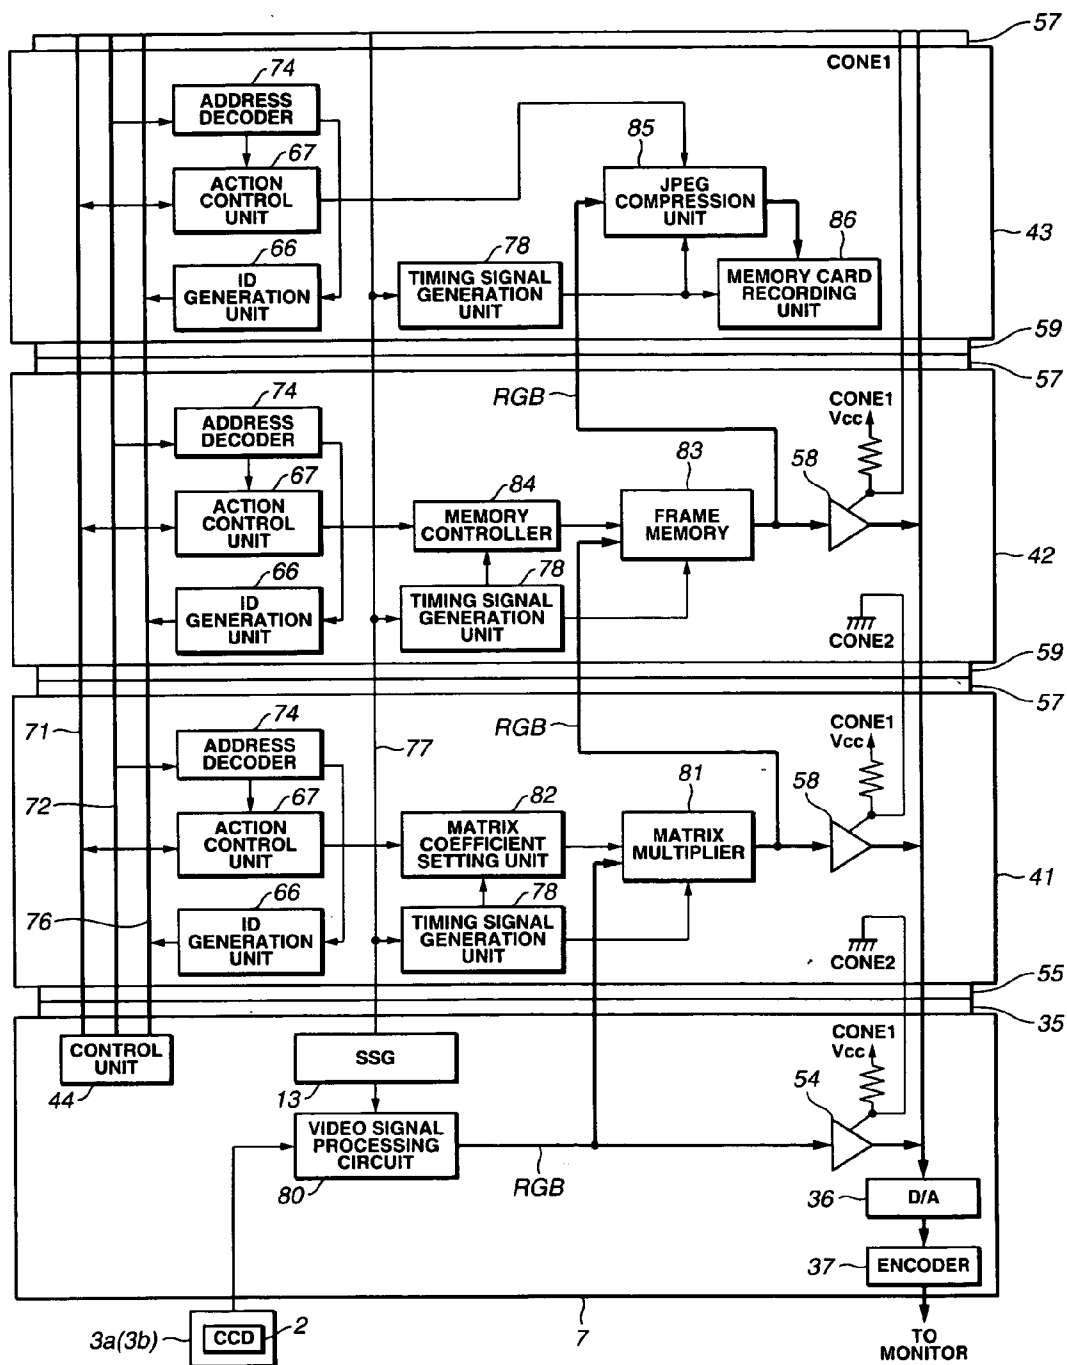 57
CONE1
74
ADDRESS
DECODER
67
ACTION
CONTROL
UNIT
66
ID
GENERATION
UNIT
78
TIMING SIGNAL
GENERATION
UNIT
85
JPEG
COMPRESSION
UNIT
86
MEMORY CARD
RECORDING
UNIT
43
59
57
RGB
74
ADDRESS
DECODER
67
ACTION
CONTROL
UNIT
66
ID
GENERATION
UNIT
84
MEMORY
CONTROLLER
78
TIMING SIGNAL
GENERATION
UNIT
83
FRAME
MEMORY
58
CONE1
Vcc
CONE2
42
59
57
71
72
76
77
RGB
74
ADDRESS
DECODER
67
ACTION
CONTROL
UNIT
66
ID
GENERATION
UNIT
82
MATRIX
COEFFICIENT
SETTING UNIT
78
TIMING SIGNAL
GENERATION
UNIT
81
MATRIX
MULTIPLIER
58
CONE1
Vcc
CONE2
41
55
35
CONTROL
UNIT
44
SSG
13
VIDEO SIGNAL
PROCESSING
CIRCUIT
80
RGB
54
CONE1
Vcc
36
D/A
37
ENCODER
3a(3b)
CCD
2
7
TO
MONITOR